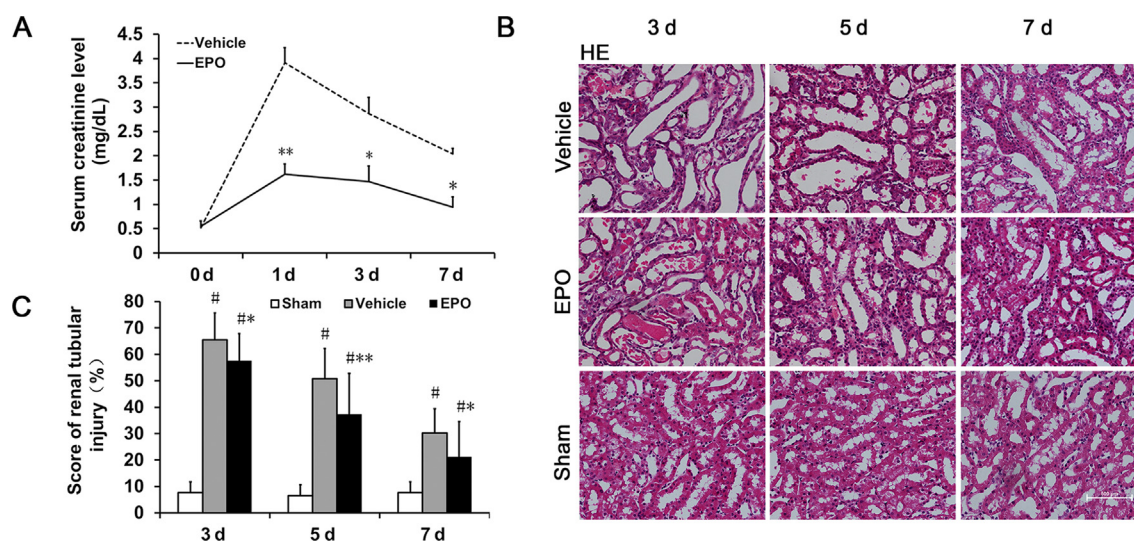 A
Serum creatinine level
(mg/dL)
4.5
4
3.5
3
2.5
2
1.5
1
0.5
0
Vehicle
EPO
**
*
*
0 d
1 d
3 d
7 d
B
3 d
5 d
7 d
HE
Vehicle
EPO
Sham
C
Score of renal tubular
injury（%）
80
70
60
50
40
30
20
10
0
Sham
Vehicle
EPO
#
#*
#
#**
#
#*
3 d
5 d
7 d